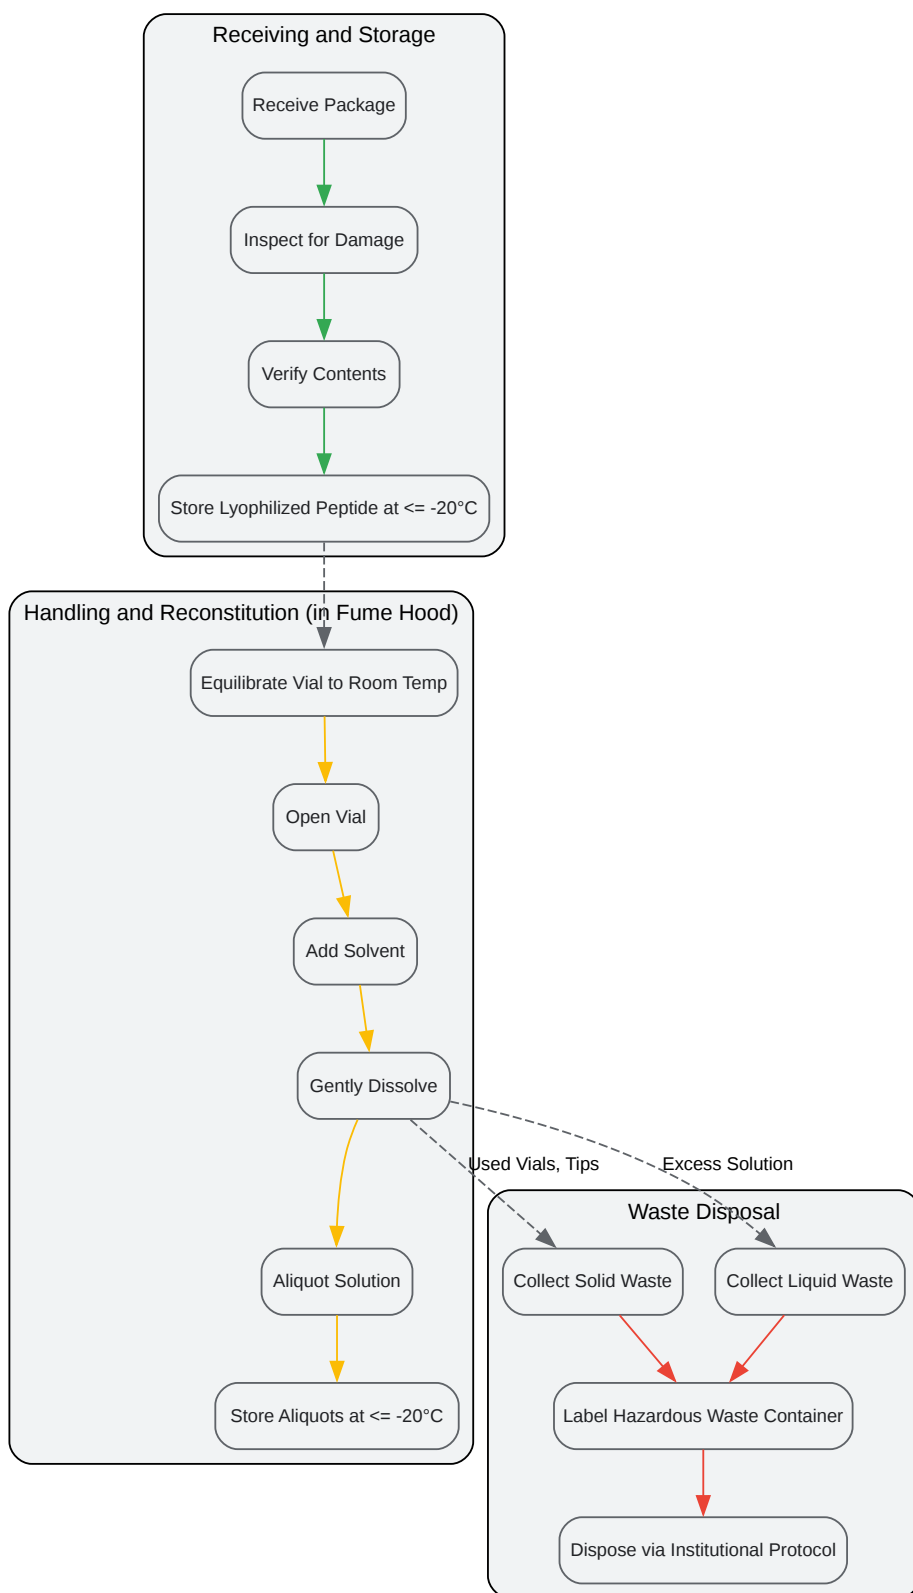 Receiving and Storage
Receive Package
Inspect for Damage
Verify Contents
Store Lyophilized Peptide at <= -20°C
Handling and Reconstitution (in Fume Hood)
Equilibrate Vial to Room Temp
Open Vial
Add Solvent
Gently Dissolve
Used Vials, Tips
Excess Solution
Waste Disposal
Aliquot Solution
Collect Solid Waste
Collect Liquid Waste
Store Aliquots at <= -20°C
Label Hazardous Waste Container
Dispose via Institutional Protocol